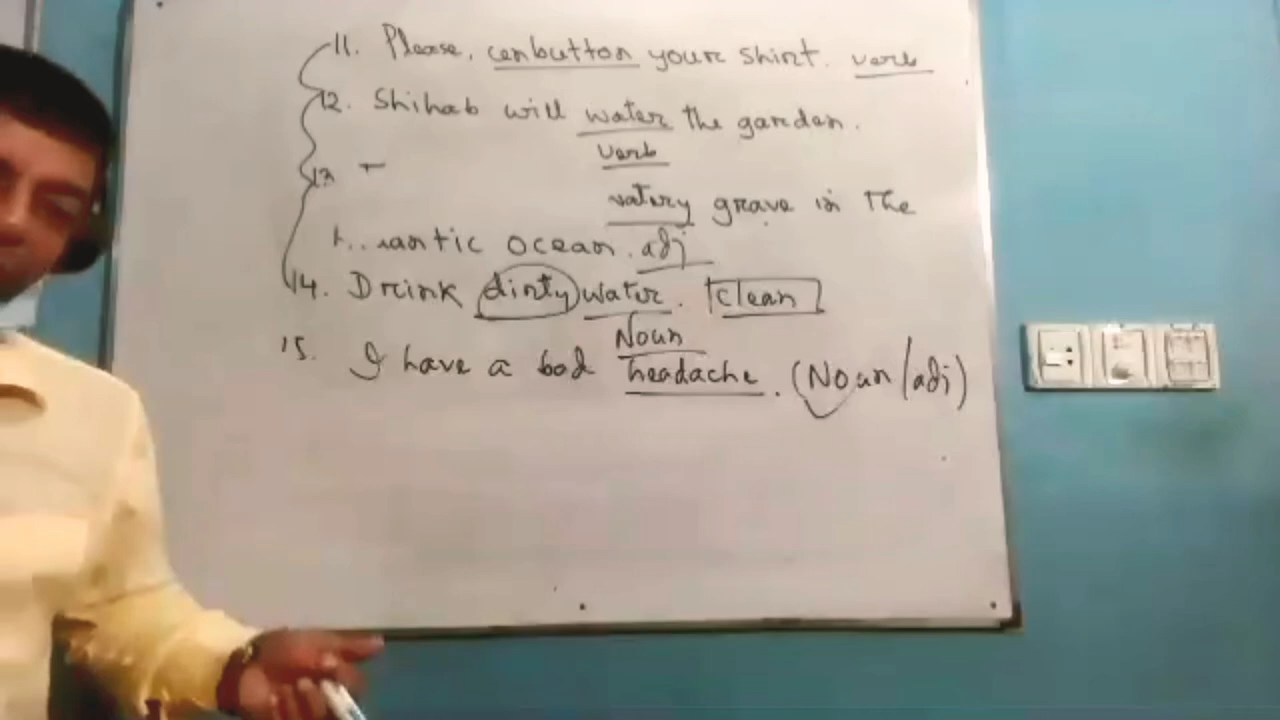 11. Please, unbutton your shirt. verb
12. Shihab will water the garden.
verb
13
watery grave in the
antic ocean. adj
14. Drink dirty water. clean
Noun
15. I have a bad headache. (Noun/adj)